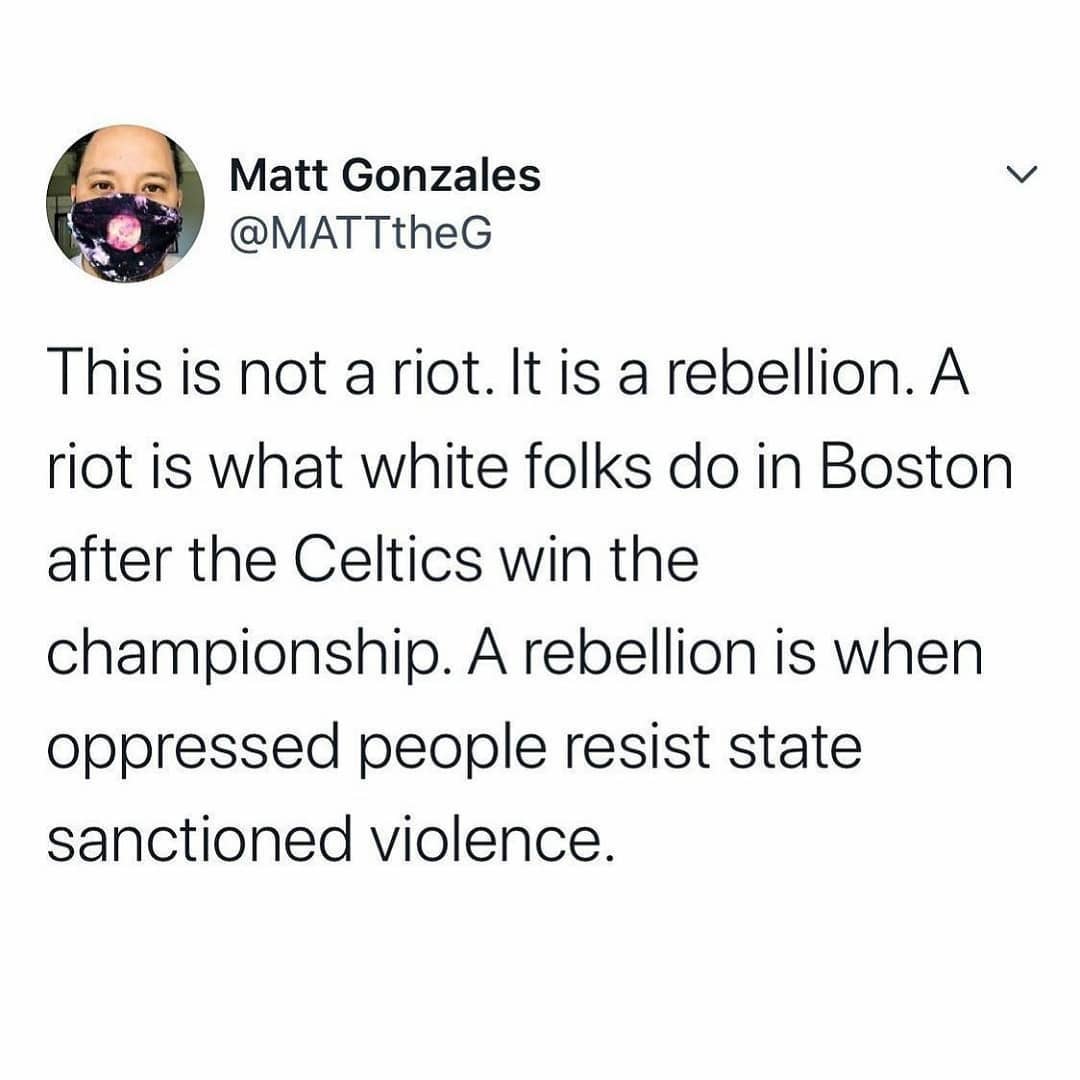 Matt Gonzales
@MATTtheG
This is not a riot. It is a rebellion. A
riot is what white folks do in Boston
after the Celtics win the
championship. A rebellion is when
oppressed people resist state
sanctioned violence.